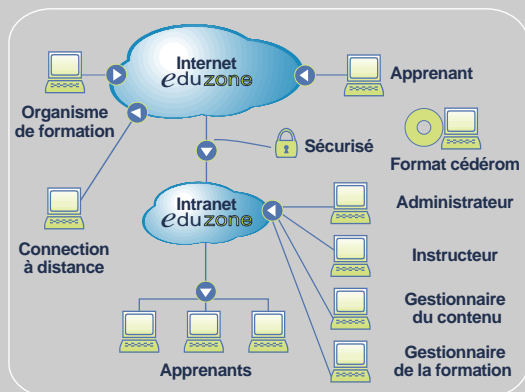 Internet
eduzone
Organisme
de formation
Apprenant
Sécurisé
Format cédérom
Connection
à distance
Intranet
eduzone
Administrateur
Instructeur
Gestionnaire
du contenu
Gestionnaire
de la formation
Apprenants